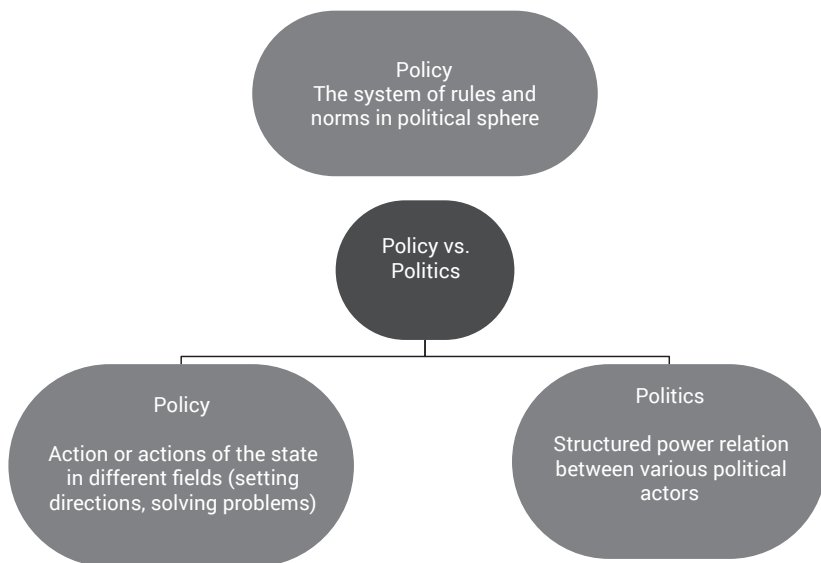 Policy
The system of rules and
norms in political sphere
Policy vs.
Politics
Policy
Action or actions of the state
in different fields (setting
directions, solving problems)
Politics
Structured power relation
between various political
actors